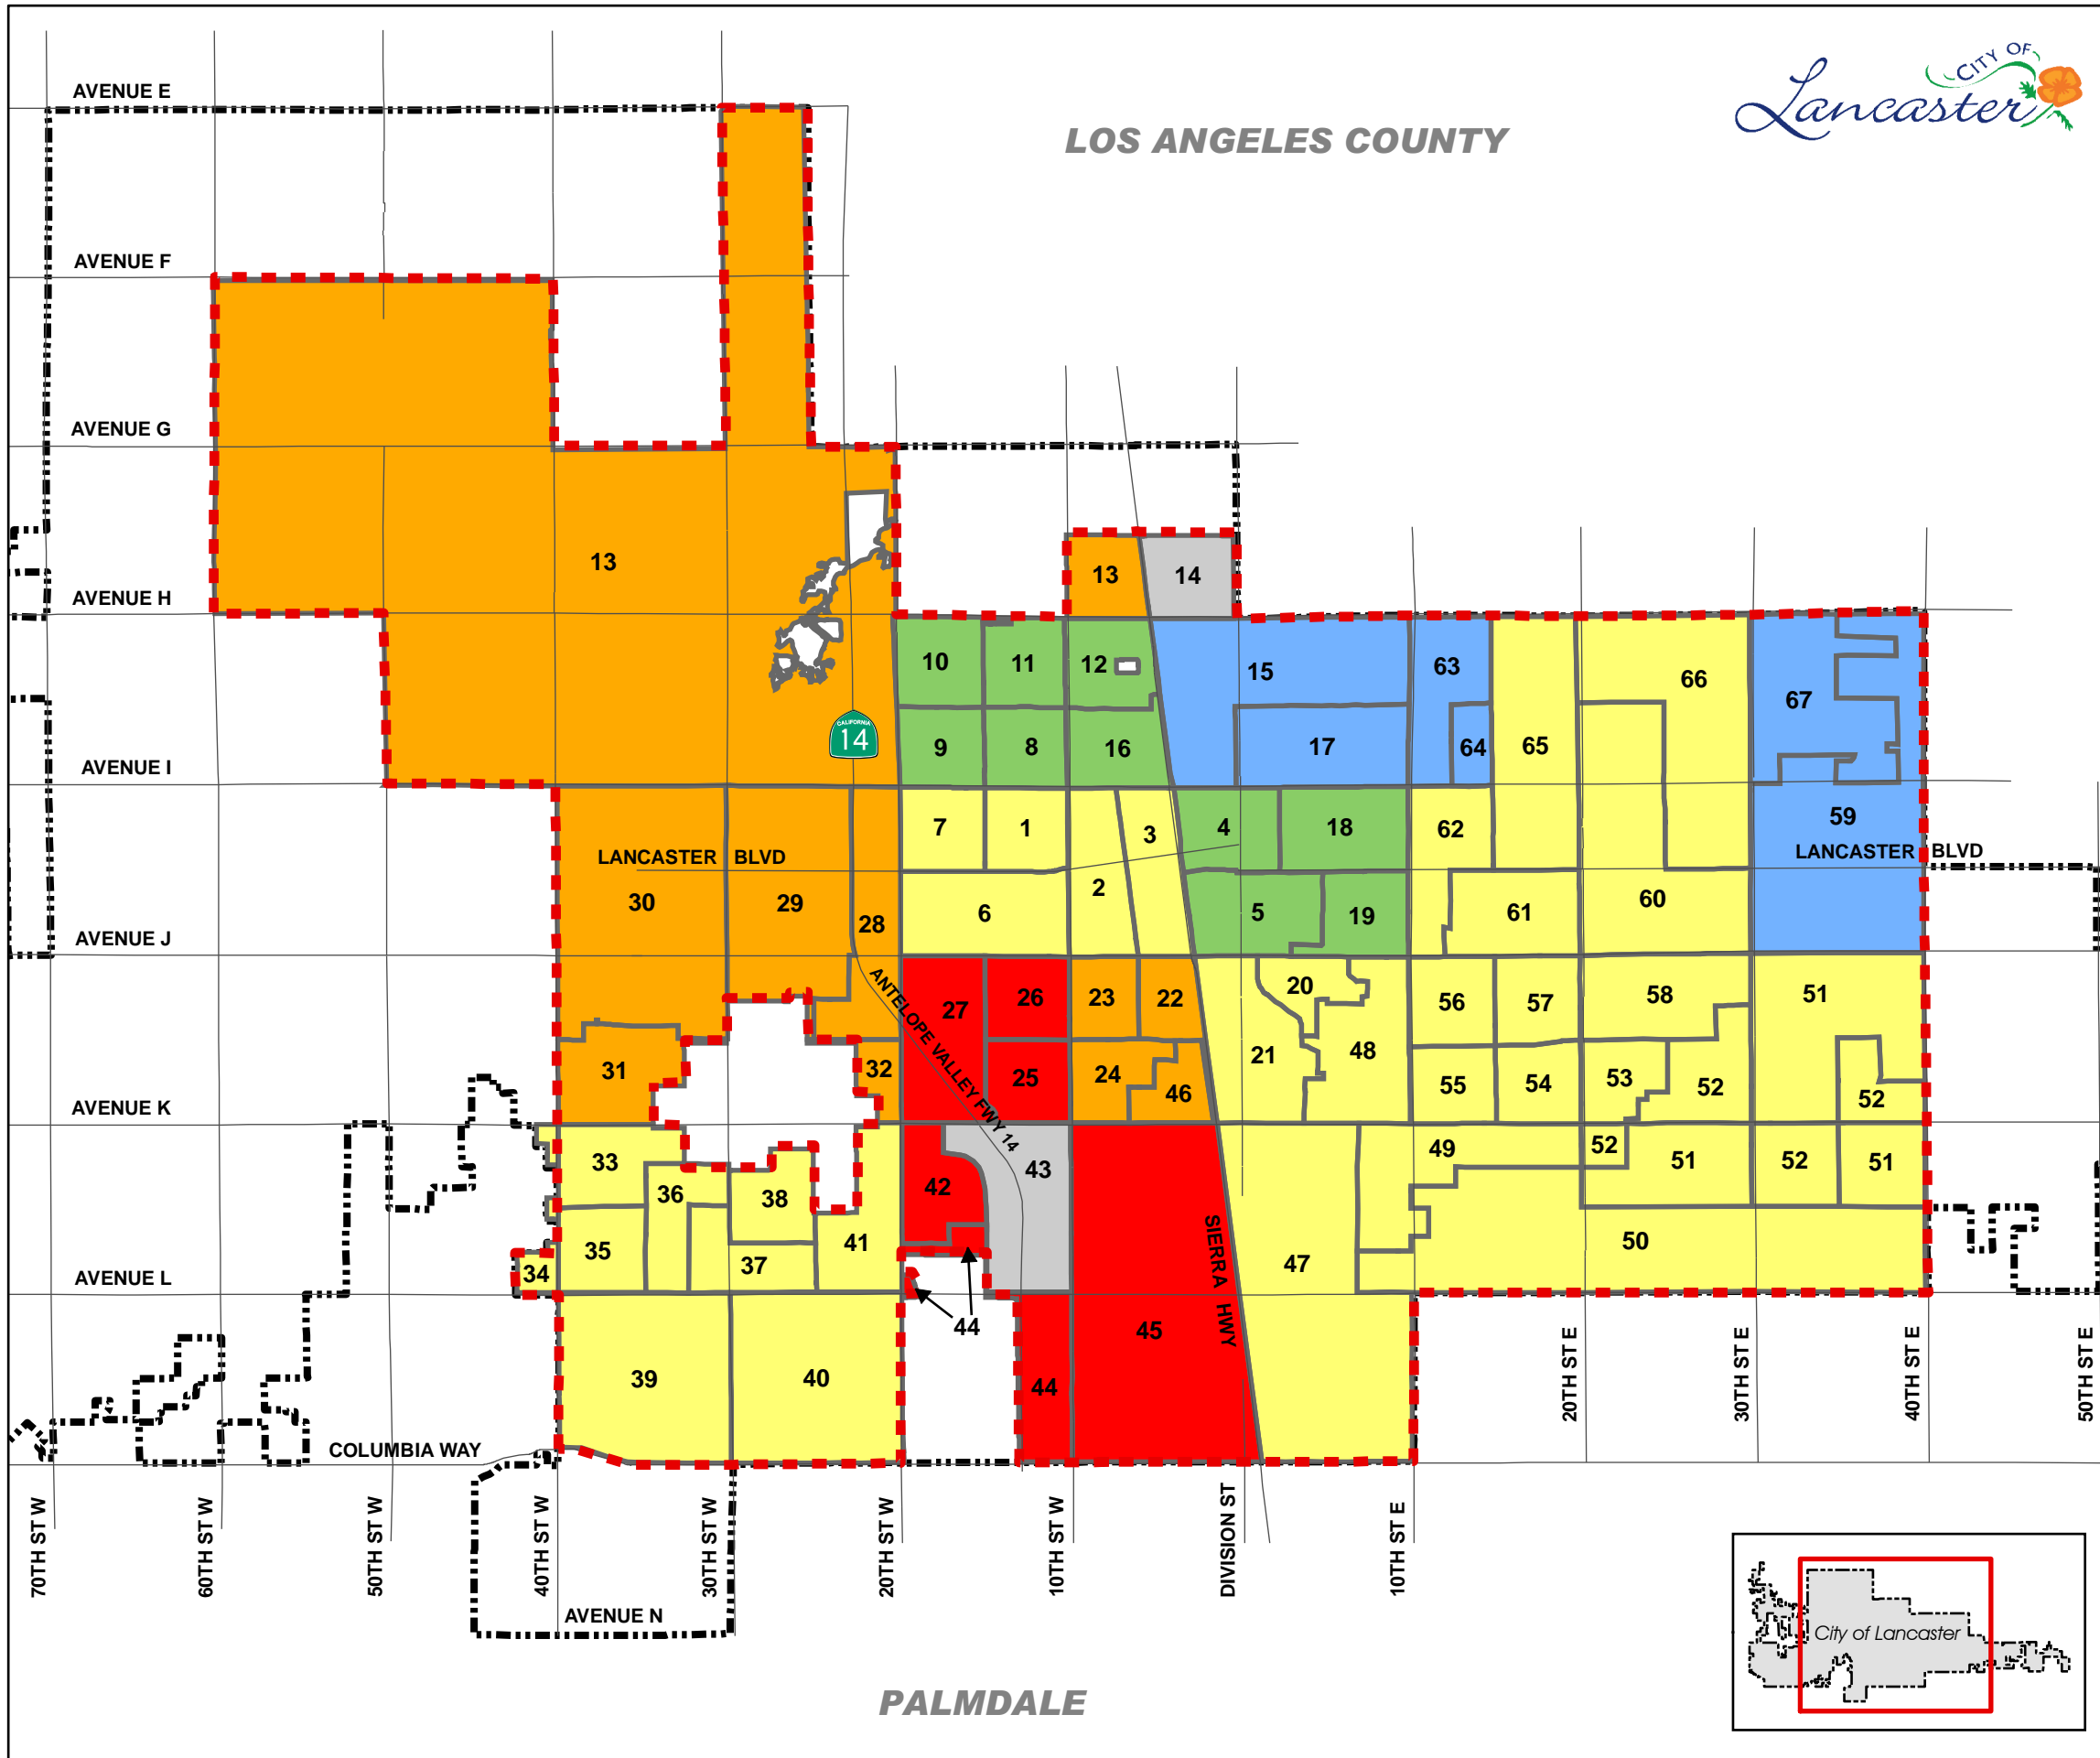 AVENUE E
CITY OF
Lancaster
LOS ANGELES COUNTY
AVENUE F
AVENUE G
13
13
14
AVENUE H
10
11
12
15
63
66
67
CALIFORNIA
14
9
8
16
17
64
65
AVENUE I
7
1
3
4
18
62
59
LANCASTER BLVD
LANCASTER BLVD
30
29
28
6
2
5
19
61
60
AVENUE J
27
26
23
22
20
56
57
58
51
ANTELOPE VALLEY FWY 14
31
32
25
24
46
21
48
55
54
53
52
52
AVENUE K
33
36
38
42
43
49
52
51
52
51
35
34
37
41
47
50
SIERRA HWY
AVENUE L
44
45
39
40
44
20TH ST E
30TH ST E
40TH ST E
50TH ST E
COLUMBIA WAY
70TH ST W
60TH ST W
50TH ST W
40TH ST W
30TH ST W
20TH ST W
10TH ST W
DIVISION ST
10TH ST E
AVENUE N
City of Lancaster
PALMDALE